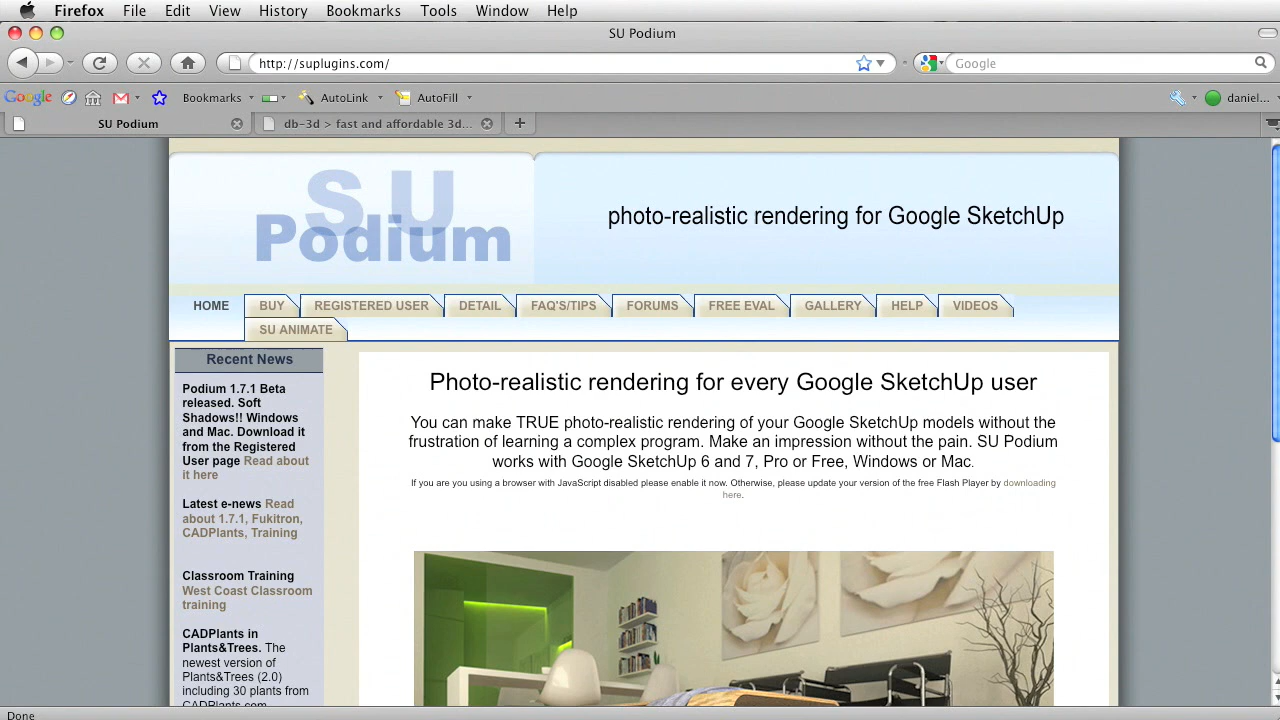 Firefox File Edit View History Bookmarks Tools Window Help
SU Podium
http://suplugins.com/
Google
Google Bookmarks AutoLink AutoFill daniel...
SU Podium
db-3d > fast and affordable 3d...
SU
Podium
photo-realistic rendering for Google SketchUp
HOME BUY REGISTERED USER DETAIL FAQ'S/TIPS FORUMS FREE EVAL GALLERY HELP VIDEOS
SU ANIMATE
Recent News
Podium 1.7.1 Beta
released. Soft
Shadows!! Windows
and Mac. Download it
from the Registered
User page Read about
it here
Latest e-news Read
about 1.7.1, Fukitron,
CADPlants, Training
Classroom Training
West Coast Classroom
training
CADPlants in
Plants&Trees. The
newest version of
Plants&Trees (2.0)
including 30 plants from
CADPlants.com
Photo-realistic rendering for every Google SketchUp user
You can make TRUE photo-realistic rendering of your Google SketchUp models without the
frustration of learning a complex program. Make an impression without the pain. SU Podium
works with Google SketchUp 6 and 7, Pro or Free, Windows or Mac.
If you are you using a browser with JavaScript disabled please enable it now. Otherwise, please update your version of the free Flash Player by downloading
here.
Done